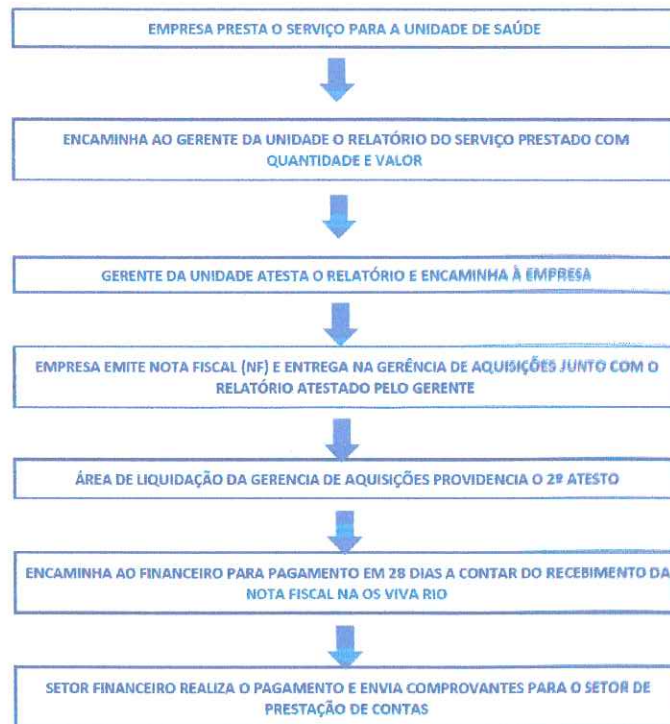 EMPRESA PRESTA O SERVIÇO PARA A UNIDADE DE SAÚDE
ENCAMINHA AO GERENTE DA UNIDADE O RELATÓRIO DO SERVIÇO PRESTADO COM
QUANTIDADE E VALOR
GERENTE DA UNIDADE ATESTA O RELATÓRIO E ENCAMINHA À EMPRESA
EMPRESA EMITE NOTA FISCAL (NF) E ENTREGA NA GERÊNCIA DE AQUISIÇÕES JUNTO COM O
RELATÓRIO ATESTADO PELO GERENTE
ÁREA DE LIQUIDAÇÃO DA GERENCIA DE AQUISIÇÕES PROVIDENCIA O 2º ATESTO
ENCAMINHA AO FINANCEIRO PARA PAGAMENTO EM 28 DIAS A CONTAR DO RECEBIMENTO DA
NOTA FISCAL NA OS VIVA RIO
SETOR FINANCEIRO REALIZA O PAGAMENTO E ENVIA COMPROVANTES PARA O SETOR DE
PRESTAÇÃO DE CONTAS